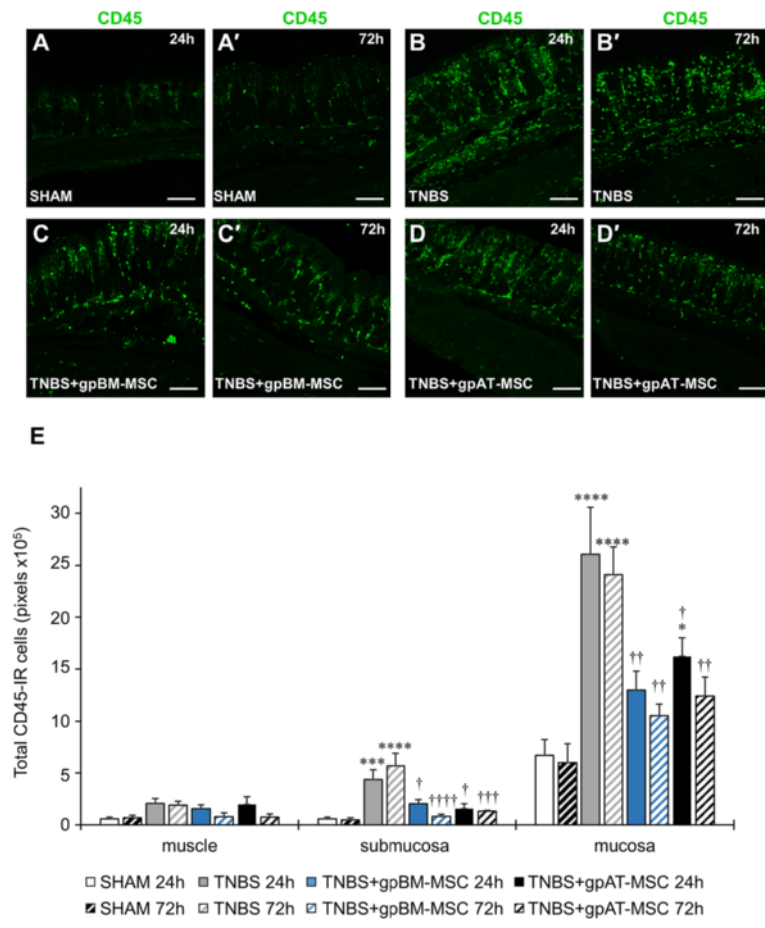 CD45 CD45 CD45 CD45
A 24h A′ 72h B 24h B′ 72h
SHAM SHAM TNBS TNBS
C 24h C′ 72h D 24h D′ 72h
TNBS+gpBM-MSC TNBS+gpBM-MSC TNBS+gpAT-MSC TNBS+gpAT-MSC
E
Total CD45-IR cells (pixels x10⁵)
30
25
20
15
10
5
0
*** **** † †††† † †††
**** **** †† †† † * ††
muscle submucosa mucosa
SHAM 24h TNBS 24h TNBS+gpBM-MSC 24h TNBS+gpAT-MSC 24h
SHAM 72h TNBS 72h TNBS+gpBM-MSC 72h TNBS+gpAT-MSC 72h